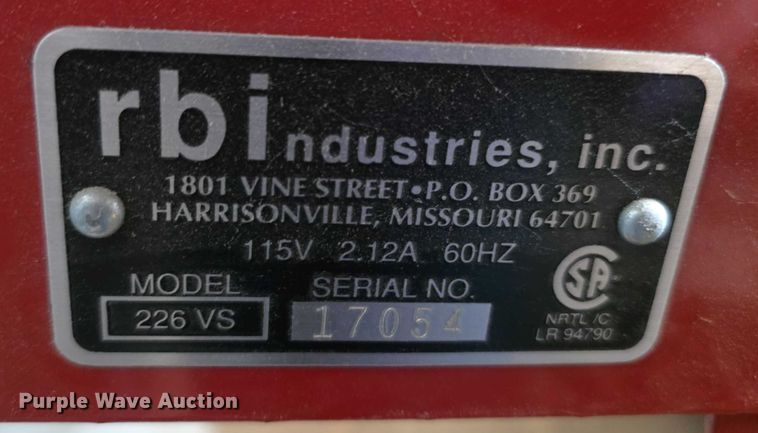 rbindustries, inc.
1801 VINE STREET•P.O. BOX 369
HARRISONVILLE, MISSOURI 64701
115V 2.12A 60HZ
MODEL SERIAL NO.
226 VS 17054
CSA
NRTL /C
LR 94790
Purple Wave Auction